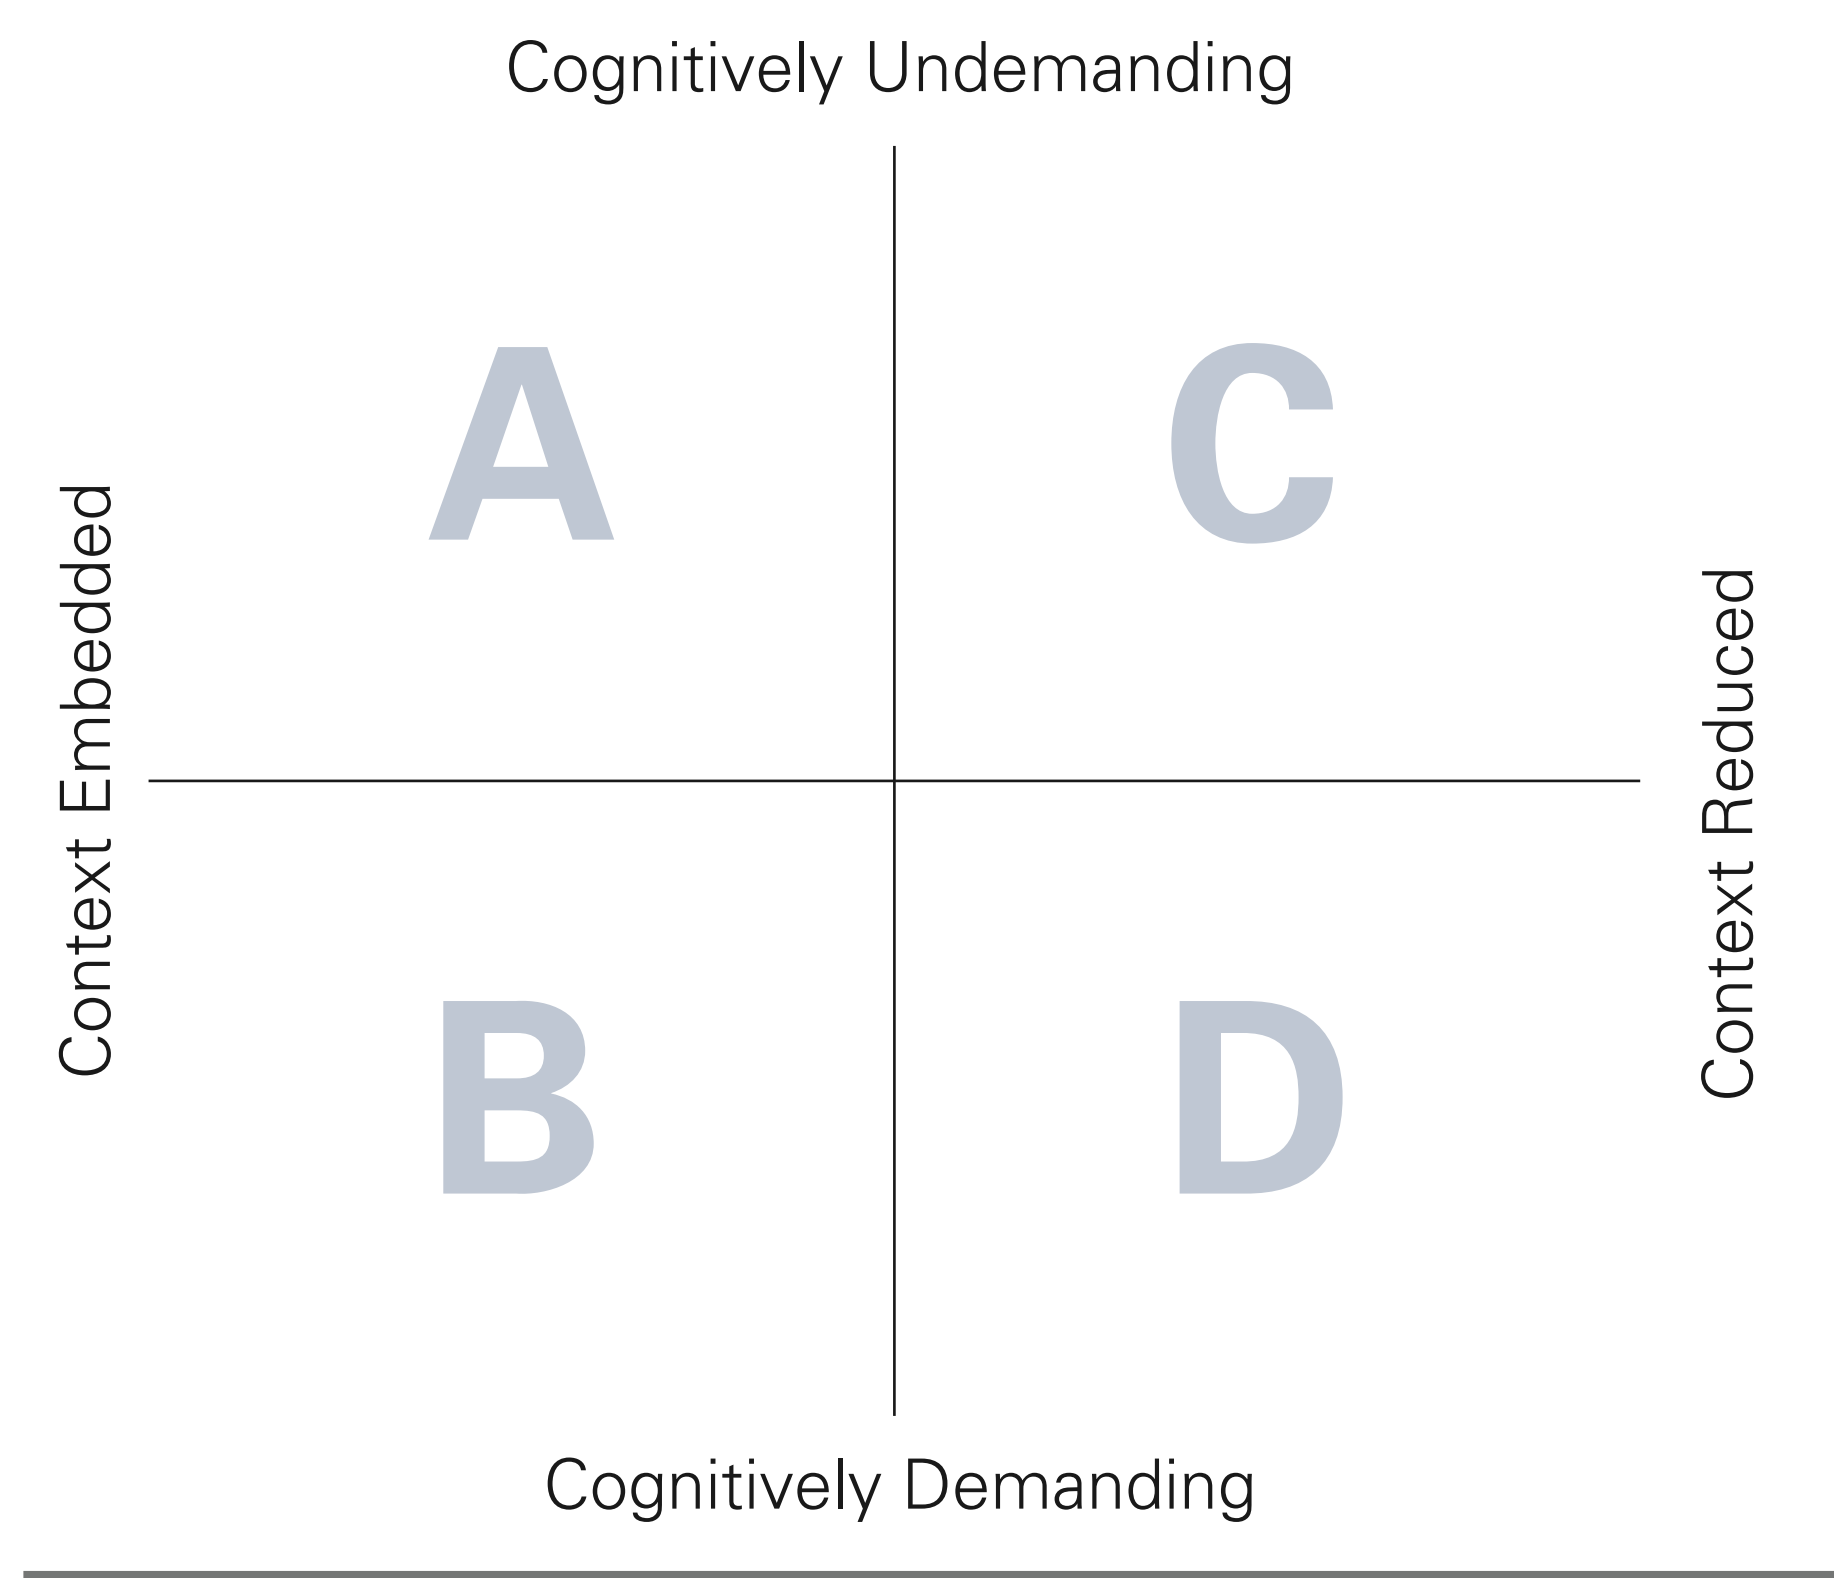 Cognitively Undemanding
A
C
Context Embedded
Context Reduced
B
D
Cognitively Demanding